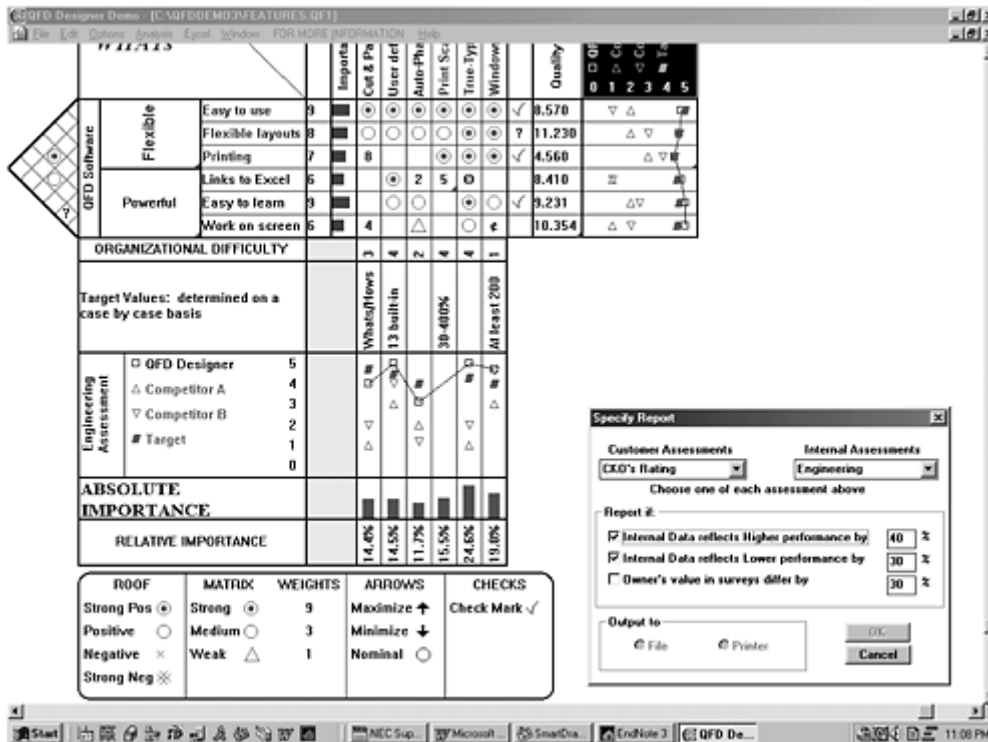 QFD Designer Demo - [C:\QFDDEMO3\FEATURES.QF1]
File Edit Options Analysis Excel Window FOR MORE INFORMATION Help
WHATS
Importa
Cut & Pa
User def
Auto-Pha
Print Sca
True-Typ
Window
Quality
0 1 2 3 4 5
QFD Software
Flexible
Easy to use 9 8.570
Flexible layouts 8 ? 11.230
Printing 7 8 4.560
Powerful
Links to Excel 6 2 5 8.410
Easy to learn 9 9.231
Work on screen 6 4 ¢ 10.354
?
ORGANIZATIONAL DIFFICULTY 3 4 2 4 4 1
Target Values: determined on a
case by case basis
Whats/Hows
13 built-in
30-400%
At least 200
Engineering
Assessment
QFD Designer 5
Competitor A 4
3
Competitor B 2
Target 1
0
ABSOLUTE
IMPORTANCE
RELATIVE IMPORTANCE 14.4% 14.5% 11.7% 15.5% 24.6% 19.0%
ROOF MATRIX WEIGHTS ARROWS CHECKS
Strong Pos Strong 9 Maximize Check Mark
Positive Medium 3 Minimize
Negative Weak 1 Nominal
Strong Neg
Specify Report
Customer Assessments Internal Assessments
CKO's Rating Engineering
Choose one of each assessment above
Report if:
Internal Data reflects Higher performance by 40 %
Internal Data reflects Lower performance by 30 %
Owner's value in surveys differ by 30 %
Output to
File Printer
OK
Cancel
Start NEC Sup... Microsoft ... SmartDra... EndNote 3 QFD De... 11:08 PM